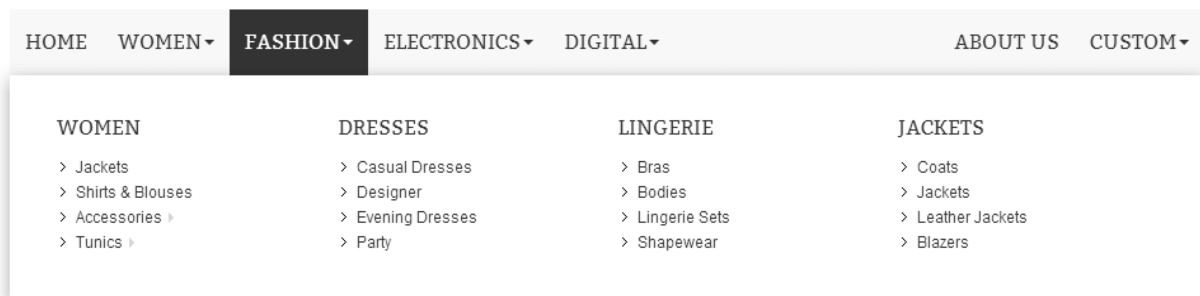 HOME WOMEN FASHION ELECTRONICS DIGITAL ABOUT US CUSTOM
WOMEN
Jackets
Shirts & Blouses
Accessories
Tunics
DRESSES
Casual Dresses
Designer
Evening Dresses
Party
LINGERIE
Bras
Bodies
Lingerie Sets
Shapewear
JACKETS
Coats
Jackets
Leather Jackets
Blazers